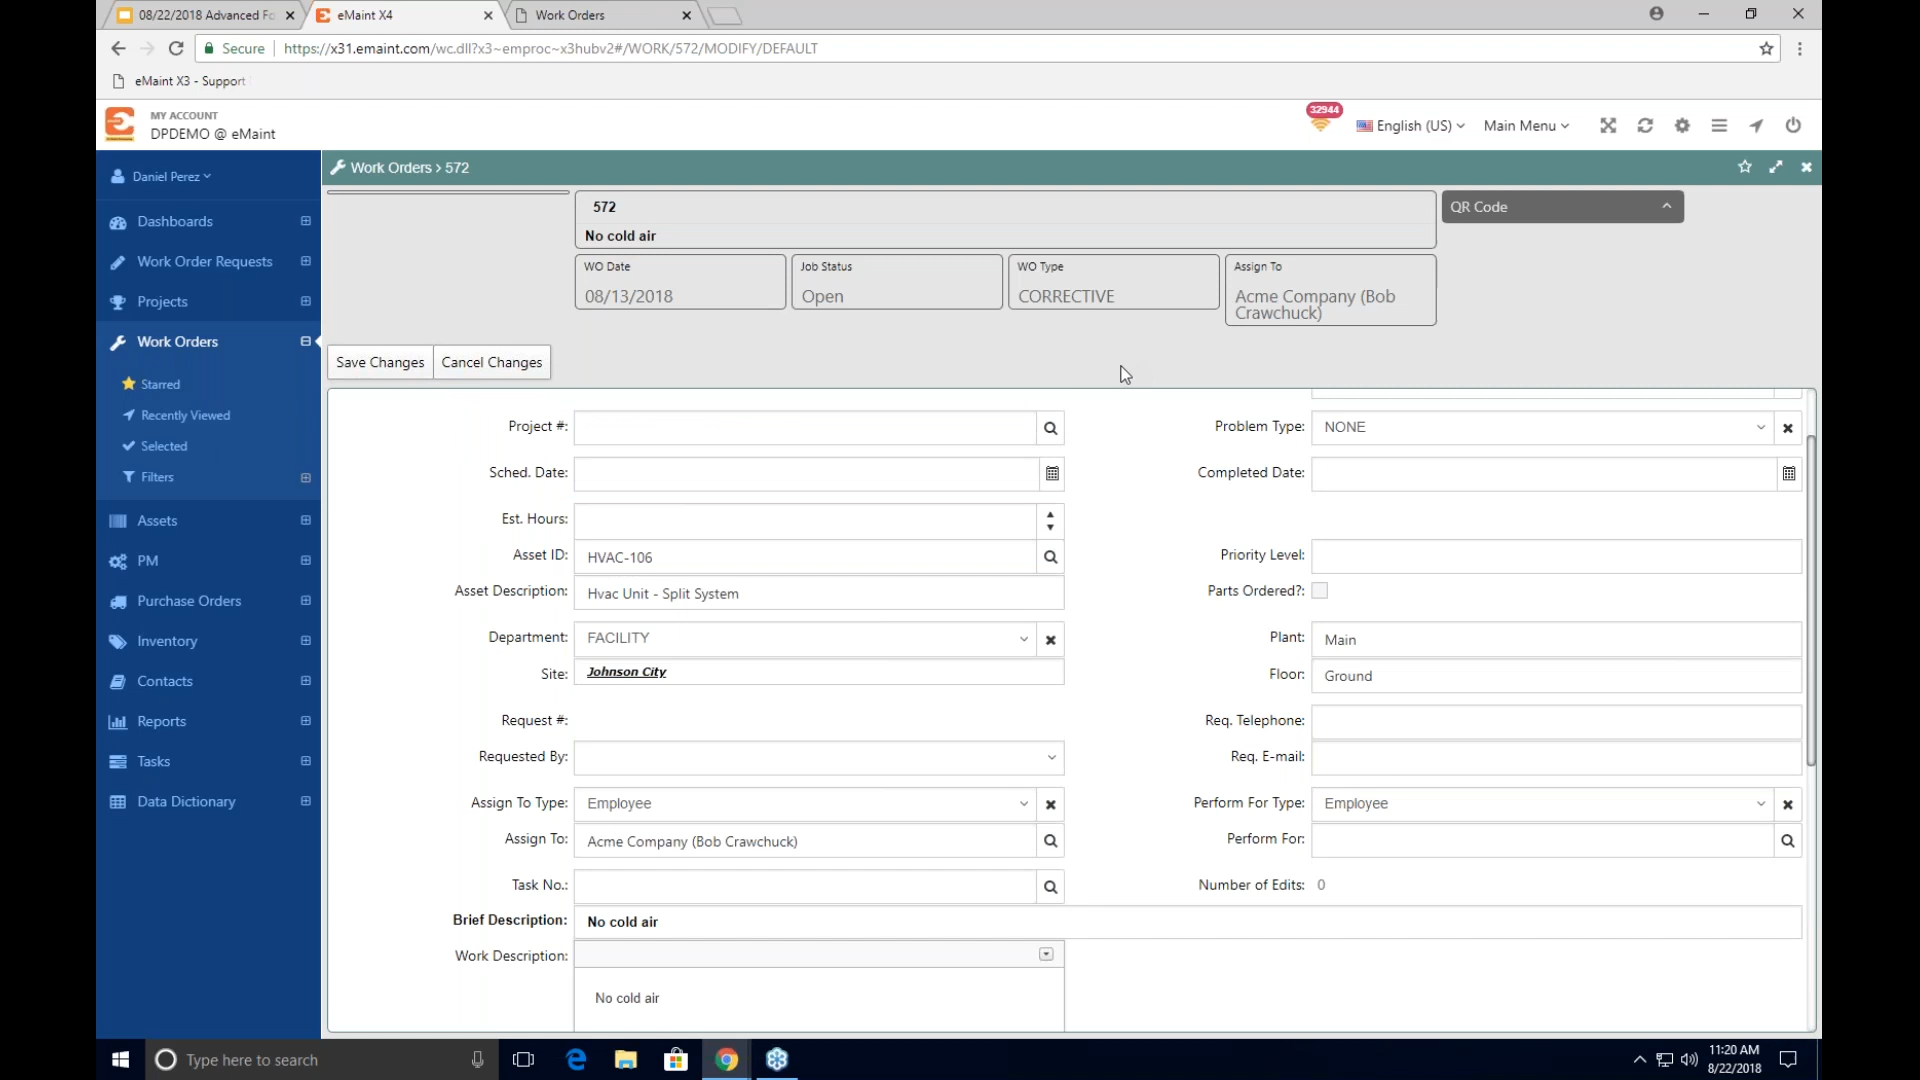 08/22/2018 Advanced Fo
eMaint X4
Work Orders
Secure
https://x31.emaint.com/wc.dll?x3~emproc~x3hubv2#/WORK/572/MODIFY/DEFAULT
eMaint X3 - Support
MY ACCOUNT
DPDEMO @ eMaint
32944
English (US)
Main Menu
Daniel Perez
Dashboards
Work Order Requests
Projects
Work Orders
Starred
Recently Viewed
Selected
Filters
Assets
PM
Purchase Orders
Inventory
Contacts
Reports
Tasks
Data Dictionary
Work Orders > 572
572
No cold air
QR Code
WO Date
08/13/2018
Job Status
Open
WO Type
CORRECTIVE
Assign To
Acme Company (Bob
Crawchuck)
Save Changes
Cancel Changes
Project #:
Problem Type: NONE
Sched. Date:
Completed Date:
Est. Hours:
Asset ID: HVAC-106
Priority Level:
Asset Description: Hvac Unit - Split System
Parts Ordered?:
Department: FACILITY
Plant: Main
Site: Johnson City
Floor: Ground
Request #:
Req. Telephone:
Requested By:
Req. E-mail:
Assign To Type: Employee
Perform For Type: Employee
Assign To: Acme Company (Bob Crawchuck)
Perform For:
Task No.:
Number of Edits: 0
Brief Description: No cold air
Work Description:
No cold air
Type here to search
11:20 AM
8/22/2018